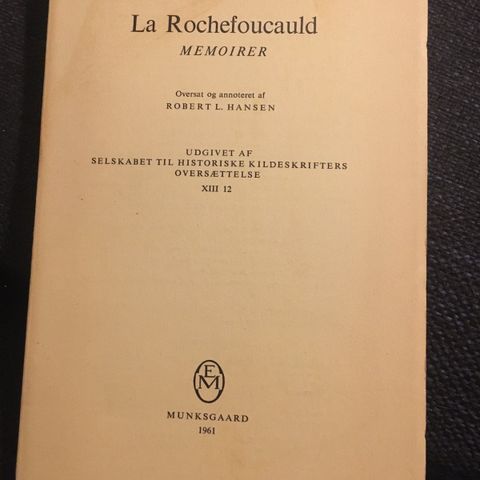 La Rochefoucauld
MEMOIRER
Oversat og annoteret af
ROBERT L. HANSEN
UDGIVET AF
SELSKABET TIL HISTORISKE KILDESKRIFTERS
OVERSÆTTELSE
XIII 12
EM
MUNKSGAARD
1961